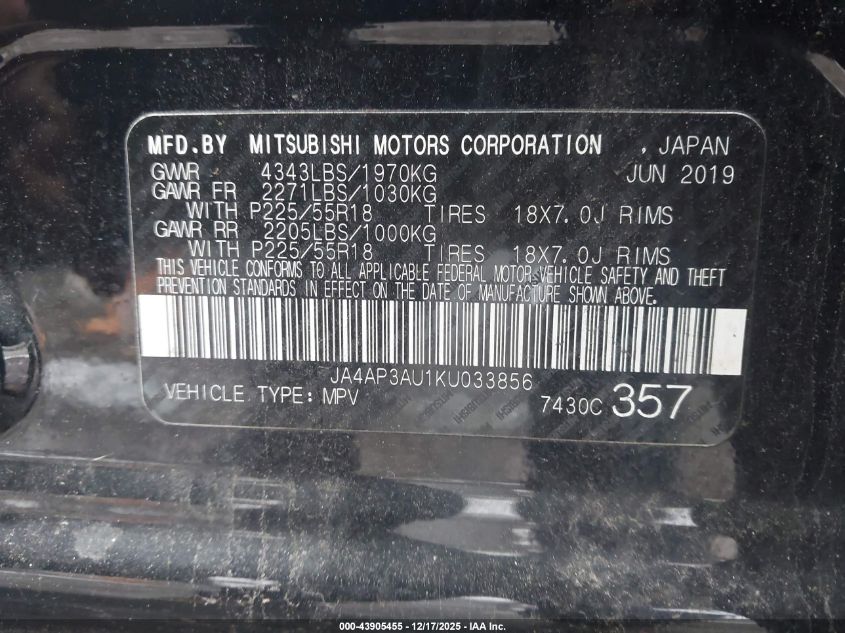 MFD.BY MITSUBISHI MOTORS CORPORATION , JAPAN
GVWR 4343LBS/1970KG JUN 2019
GAWR FR 2271LBS/1030KG
WITH P225/55R18 TIRES 18X7.0J RIMS
GAWR RR 2205LBS/1000KG
WITH P225/55R18 TIRES 18X7.0J RIMS
THIS VEHICLE CONFORMS TO ALL APPLICABLE FEDERAL MOTOR VEHICLE SAFETY AND THEFT
PREVENTION STANDARDS IN EFFECT ON THE DATE OF MANUFACTURE SHOWN ABOVE.
JA4AP3AU1KU033856
VEHICLE TYPE: MPV 7430C 357
000-43905455 - 12/17/2025 - IAA Inc.